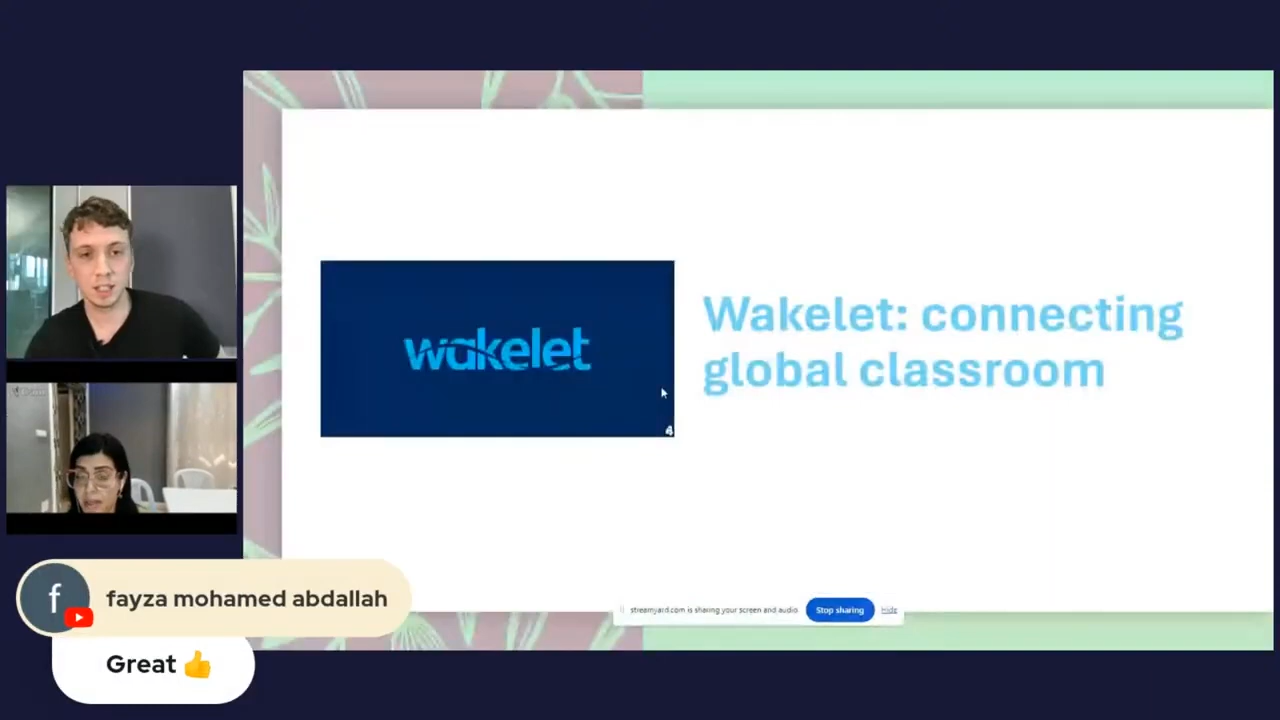 wakelet
4
Wakelet: connecting
global classroom
streamyard.com is sharing your screen and audio
Stop sharing
Hide
fayza mohamed abdallah
f
Great 👍